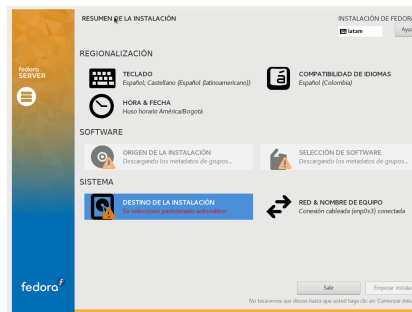 RESUMEN DE LA INSTALACIÓN
INSTALACIÓN DE FEDORA
latam
fedora
SERVER
REGIONALIZACIÓN
TECLADO
Español; Castellano (Español (latinoamericano))
COMPATIBILIDAD DE IDIOMAS
Español (Colombia)
HORA & FECHA
Huso horario América/Bogotá
SOFTWARE
ORIGEN DE LA INSTALACIÓN
Descargando los metadatos de grupos...
SELECCIÓN DE SOFTWARE
Descargando los metadatos de grupos...
SISTEMA
DESTINO DE LA INSTALACIÓN
Se seleccionó particionado automático
RED & NOMBRE DE EQUIPO
Conexión cableada (enp0s3) conectada
fedora
Salir
Empezar instala
No tocaremos sus discos hasta que usted haga clic en 'Comenzar insta